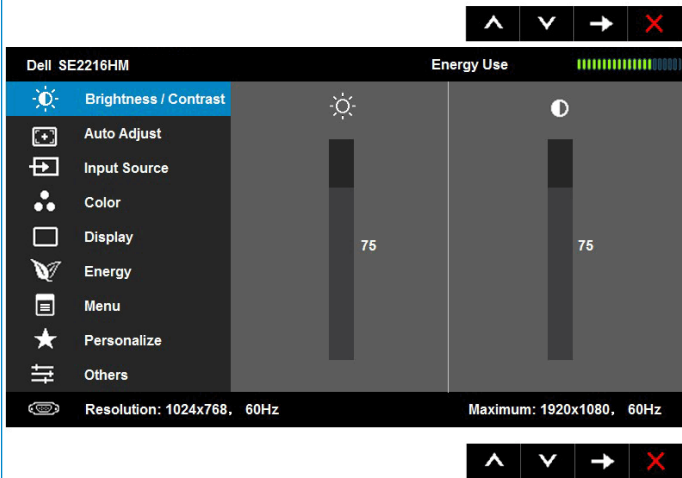 Dell SE2216HM Energy Use
Brightness / Contrast
Auto Adjust
Input Source
Color
Display
75 75
Energy
Menu
Personalize
Others
Resolution: 1024x768, 60Hz Maximum: 1920x1080, 60Hz